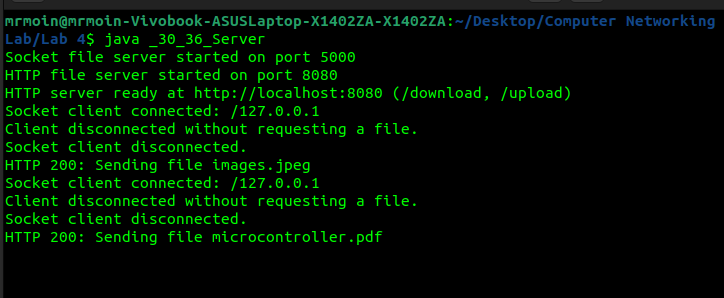 mrmoin@mrmoin-Vivobook-ASUSLaptop-X1402ZA-X1402ZA:~/Desktop/Computer Networking
Lab/Lab 4$ java _30_36_Server
Socket file server started on port 5000
HTTP file server started on port 8080
HTTP server ready at http://localhost:8080 (/download, /upload)
Socket client connected: /127.0.0.1
Client disconnected without requesting a file.
Socket client disconnected.
HTTP 200: Sending file images.jpeg
Socket client connected: /127.0.0.1
Client disconnected without requesting a file.
Socket client disconnected.
HTTP 200: Sending file microcontroller.pdf